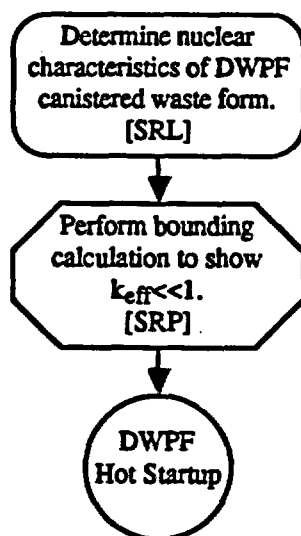 Determine nuclear
characteristics of DWPF
canistered waste form.
[SRL]
Perform bounding
calculation to show
keff<<1.
[SRP]
DWPF
Hot Startup